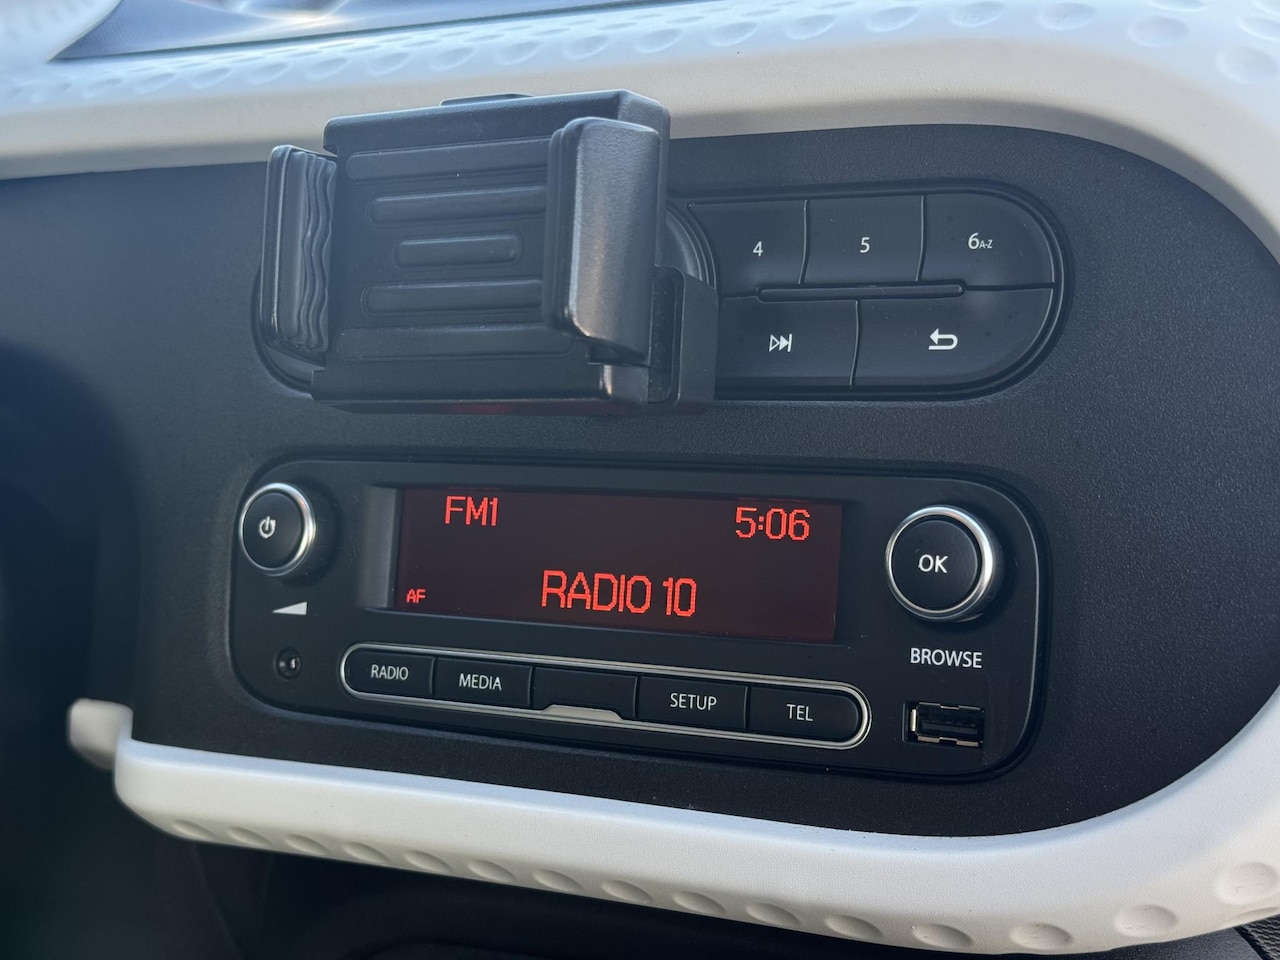 4 5 6A-Z
FM1 5:06
AF RADIO 10
OK
BROWSE
RADIO MEDIA SETUP TEL